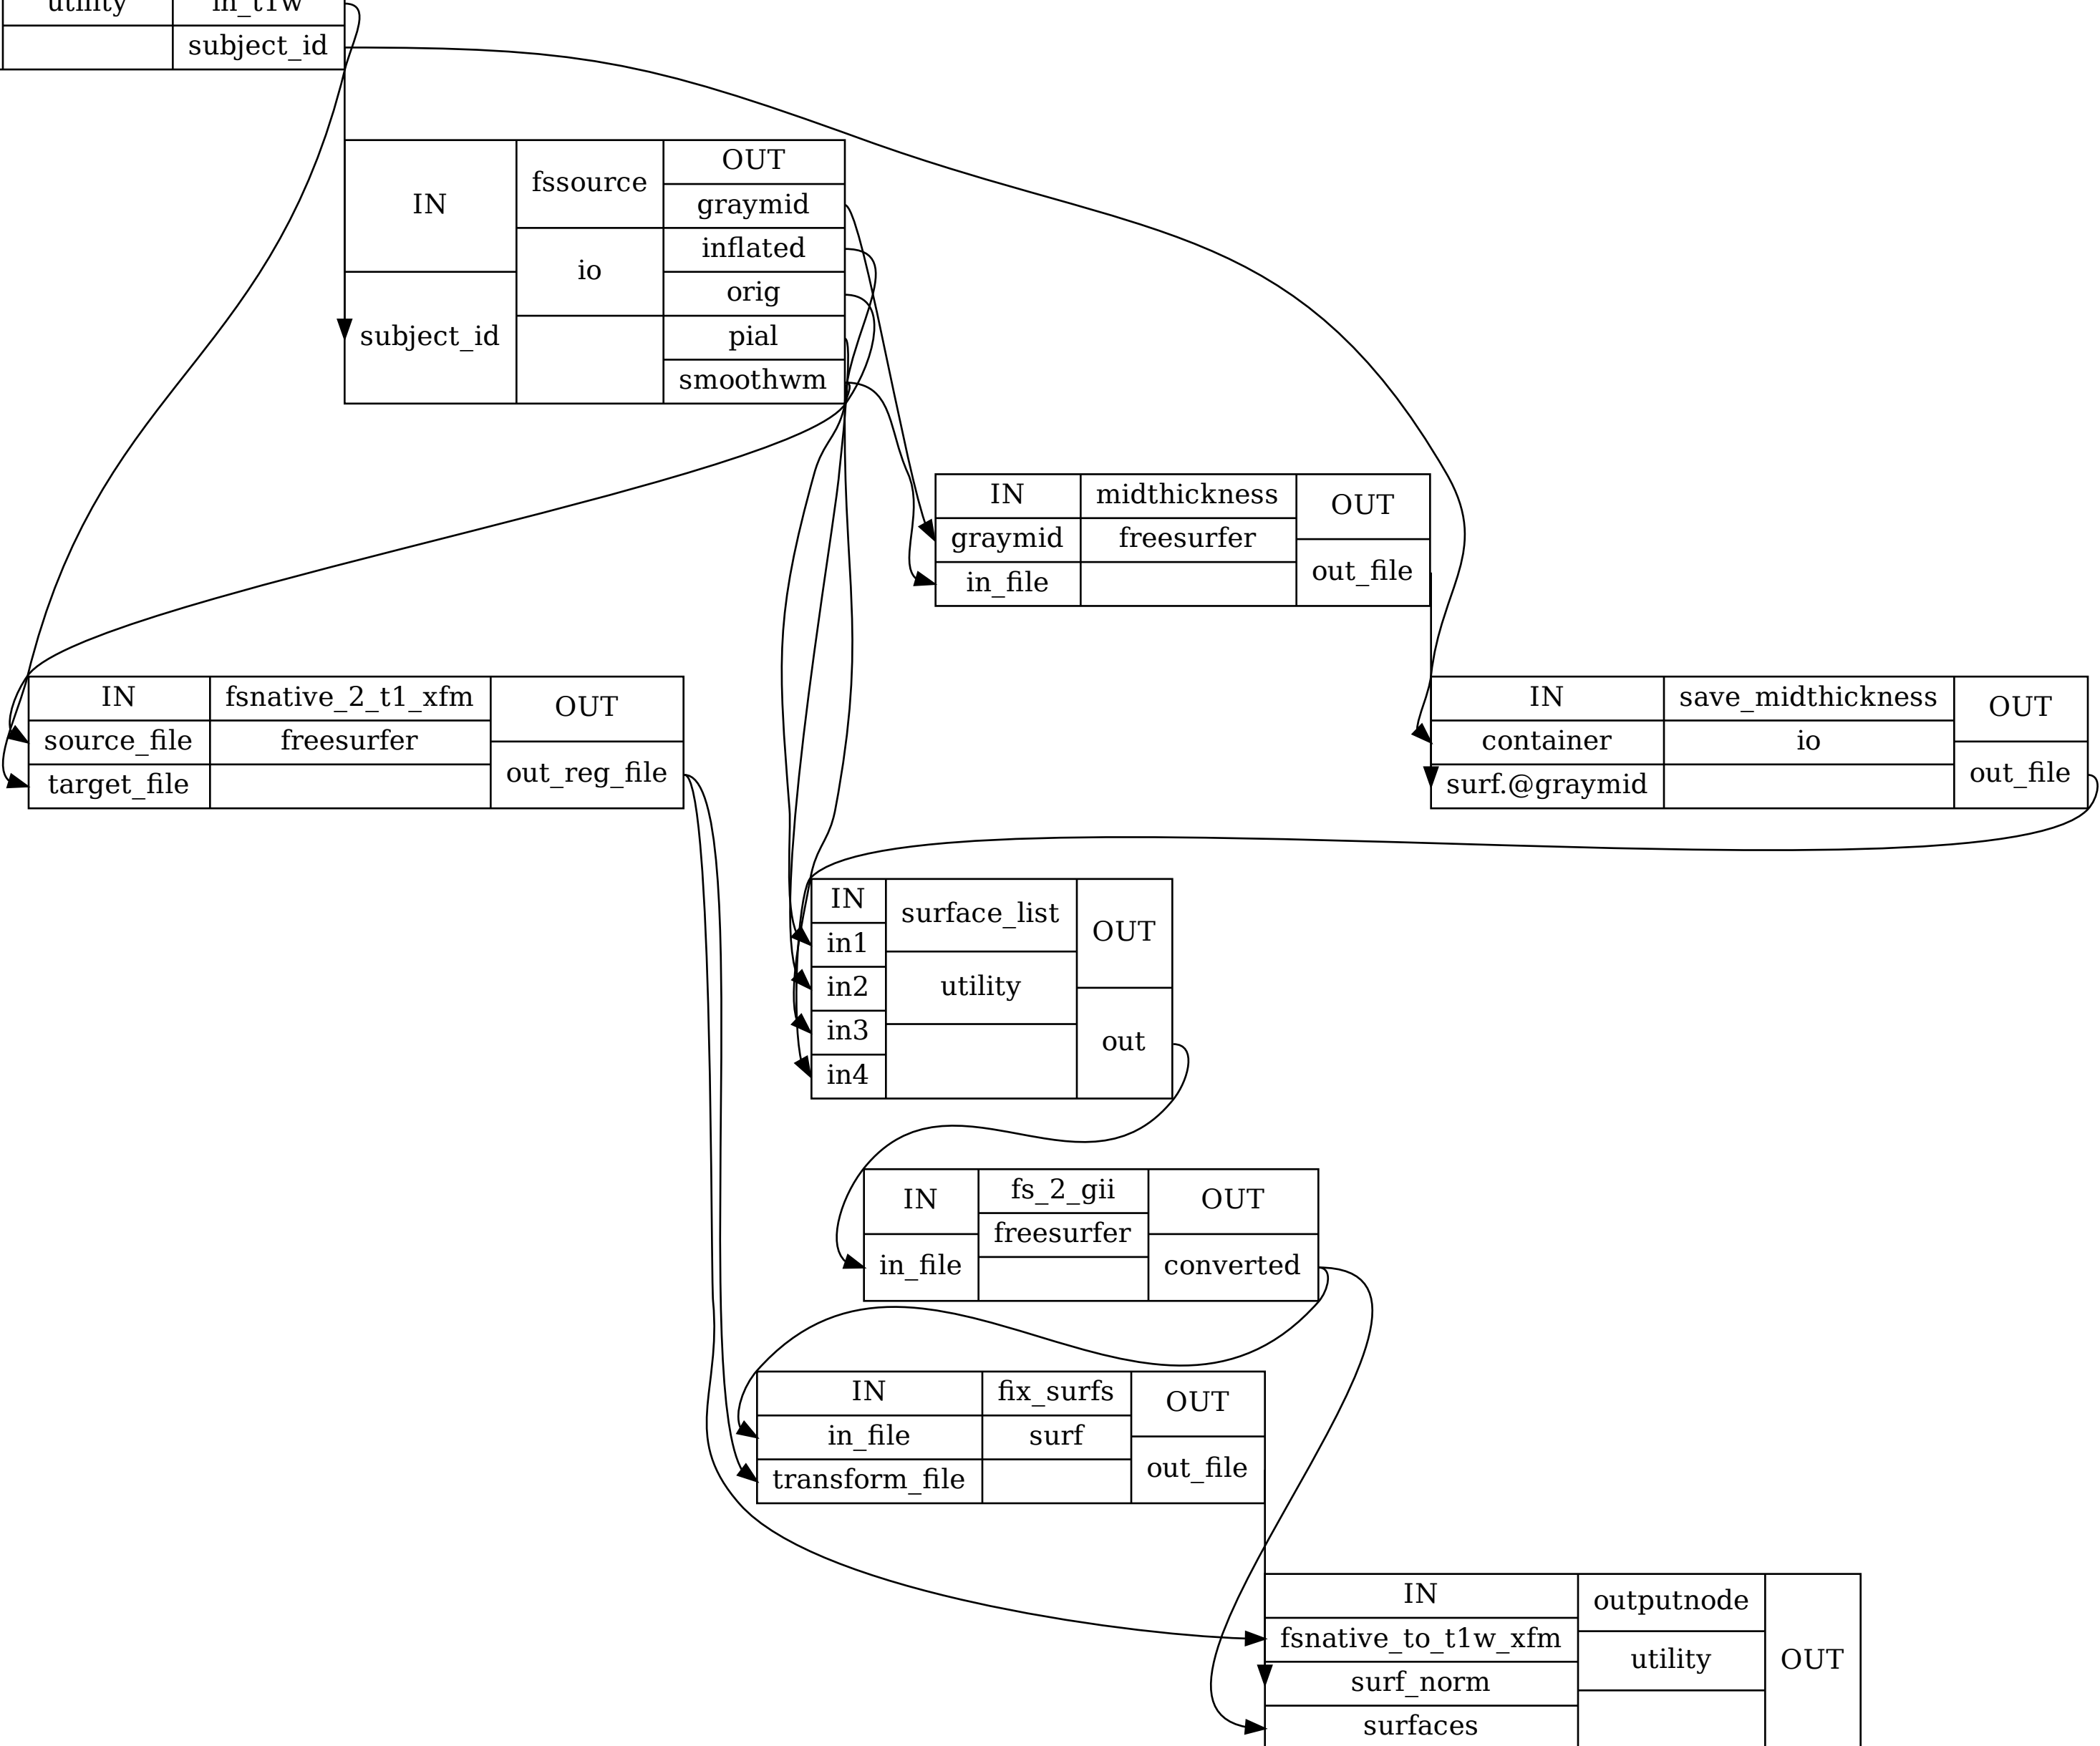 utility in_t1w
subject_id
IN fssource OUT
graymid
inflated
io
orig
subject_id
pial
smoothwm
IN midthickness OUT
graymid freesurfer
in_file out_file
IN fsnative_2_t1_xfm OUT
source_file freesurfer
target_file out_reg_file
IN save_midthickness OUT
container io
surf.@graymid out_file
IN surface_list OUT
in1
in2 utility
in3 out
in4
IN fs_2_gii OUT
freesurfer
in_file converted
IN fix_surfs OUT
in_file surf
transform_file out_file
IN outputnode OUT
fsnative_to_t1w_xfm utility
surf_norm
surfaces